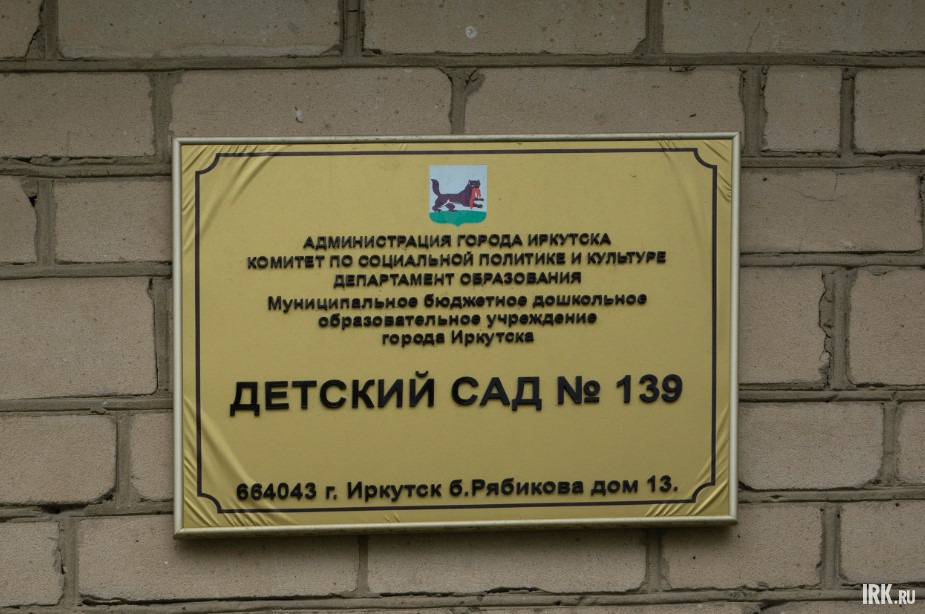 АДМИНИСТРАЦИЯ ГОРОДА ИРКУТСКА
КОМИТЕТ ПО СОЦИАЛЬНОЙ ПОЛИТИКЕ И КУЛЬТУРЕ
ДЕПАРТАМЕНТ ОБРАЗОВАНИЯ
Муниципальное бюджетное дошкольное
образовательное учреждение
города Иркутска
ДЕТСКИЙ САД № 139
664043 г. Иркутск б.Рябикова дом 13.
IRK.RU